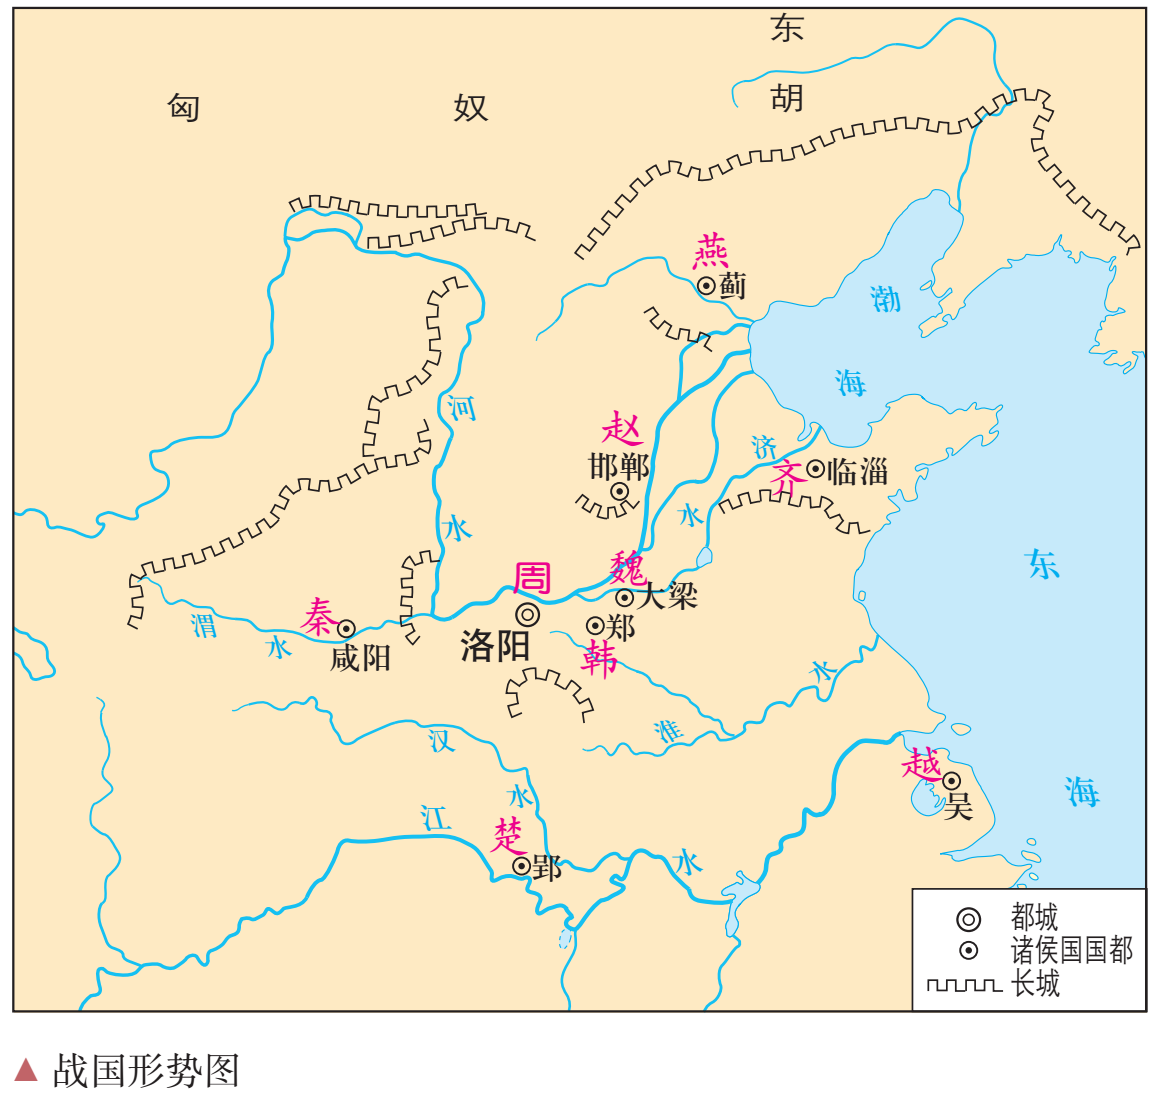 东
胡
匈 奴
燕
蓟
渤
海
河
水
赵
邯郸
济
水
齐
临淄
东
海
魏
大梁
周
洛阳
秦
咸阳
渭
水
郑
韩
淮
水
汉
水
越
吴
江
水
楚
郢
都城
诸侯国国都
长城
▲ 战国形势图